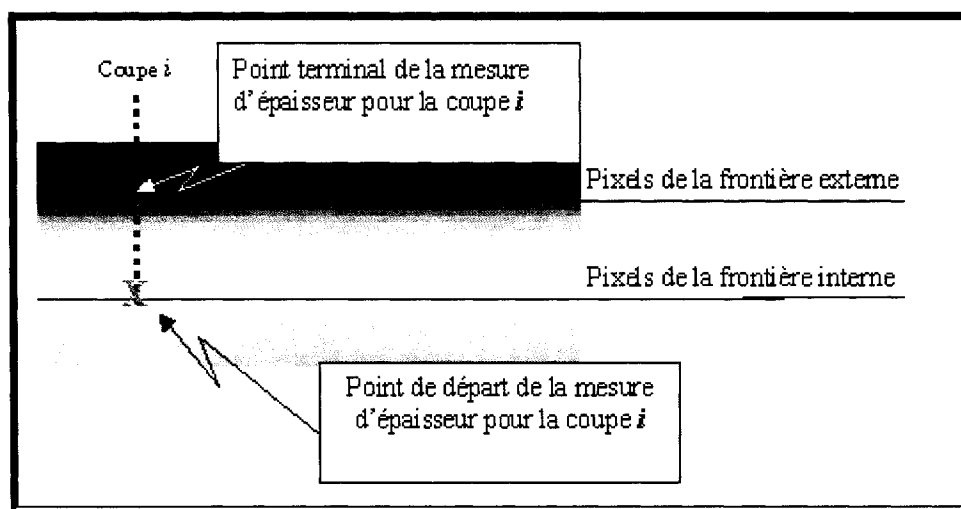 Coupe i
Point terminal de la mesure
d'épaisseur pour la coupe i
Pixels de la frontière externe
Pixels de la frontière interne
Point de départ de la mesure
d'épaisseur pour la coupe i